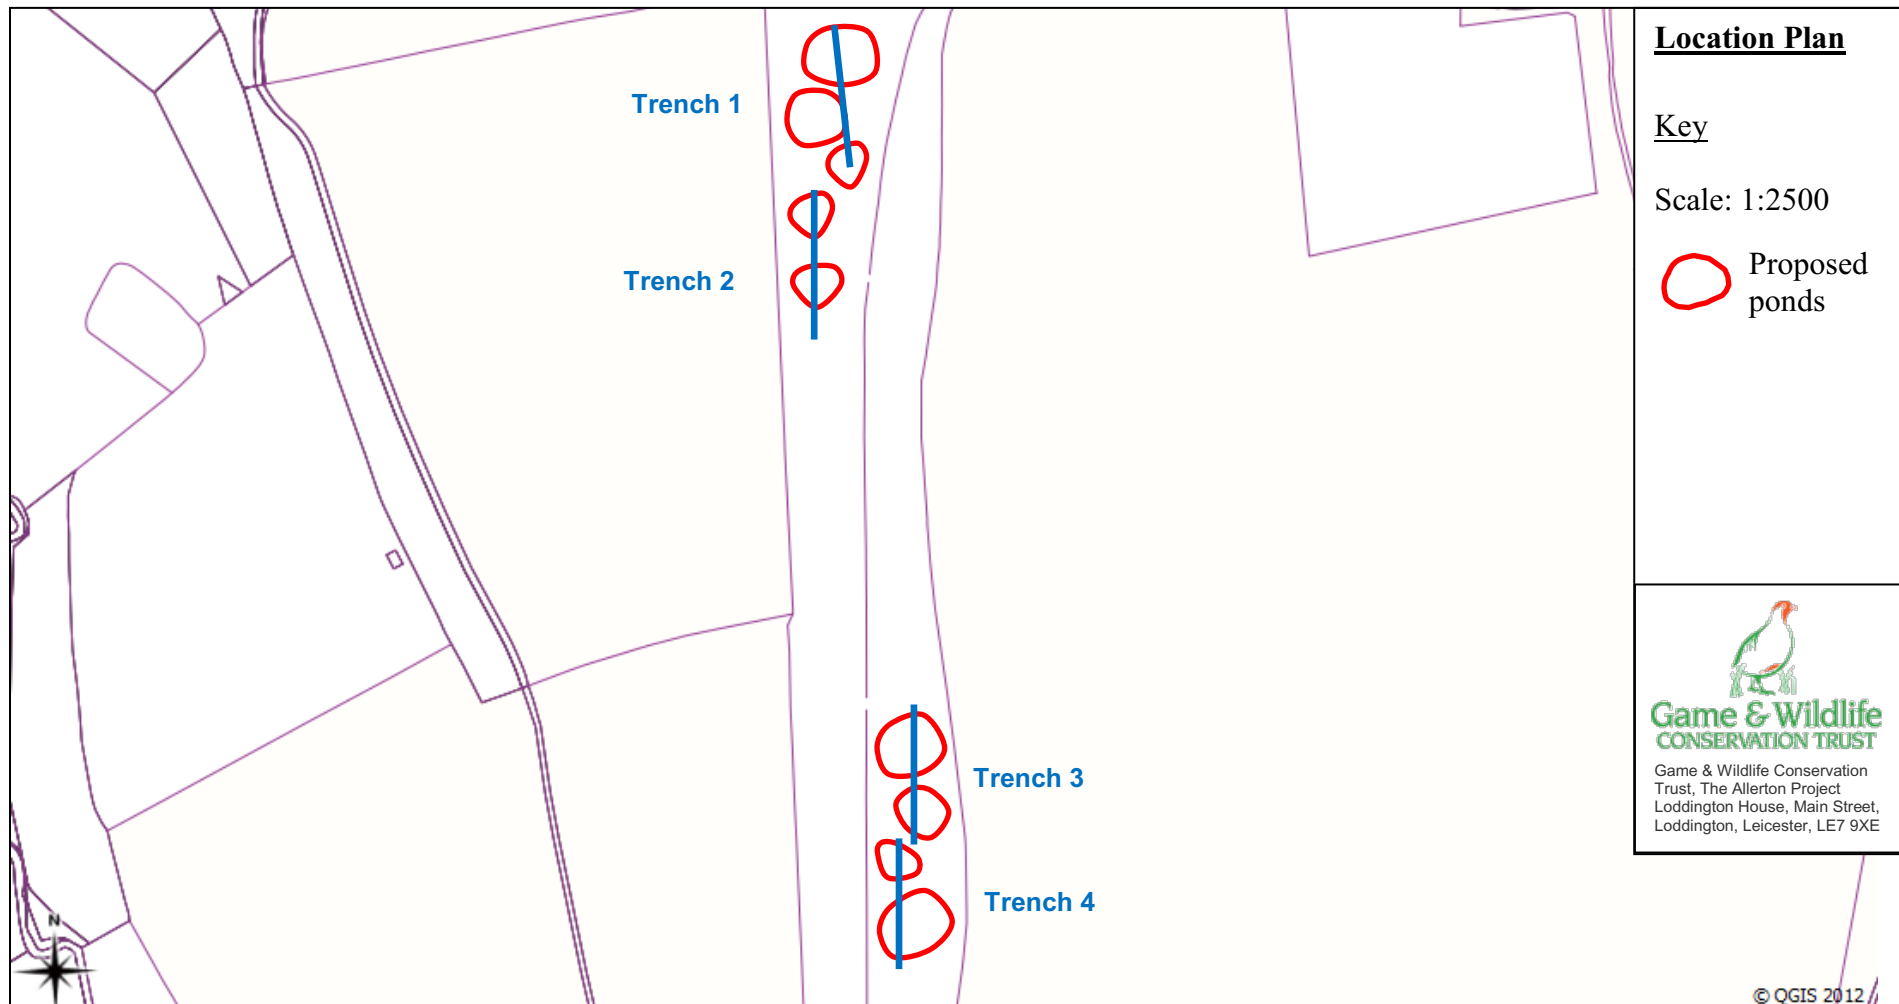 Location Plan
Key
Scale: 1:2500
Proposed
ponds
Trench 1
Trench 2
Trench 3
Trench 4
Game & Wildlife
CONSERVATION TRUST
Game & Wildlife Conservation
Trust, The Allerton Project
Loddington House, Main Street,
Loddington, Leicester, LE7 9XE
N
© QGIS 2012